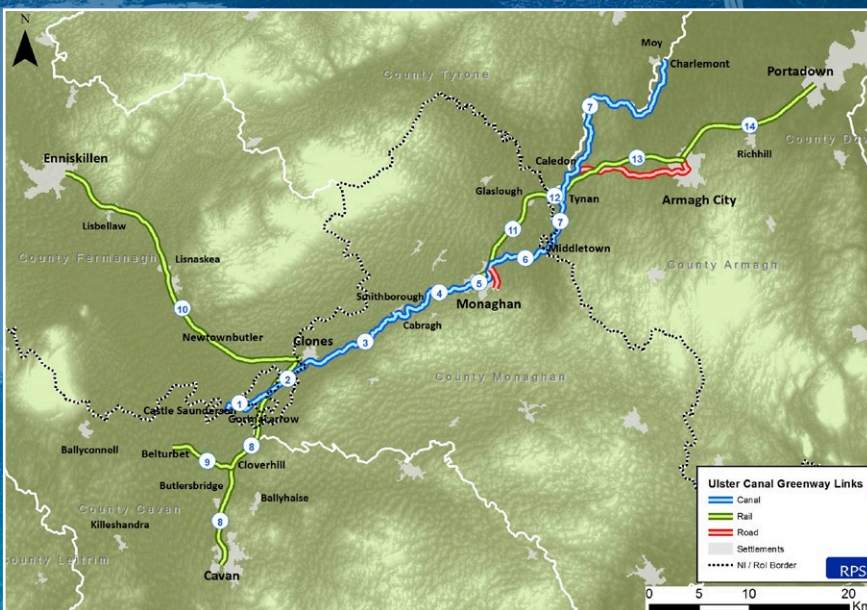 N
Moy
Charlemont
County Tyrone
Portadown
7
14
County Do
Richhill
13
Enniskillen
Caledon
Glaslough
12
Tynan
Armagh City
Lisbellaw
11
7
County Fermanagh
Lisnaskea
Middletown
6
County Armagh
5
Smithborough
4
Monaghan
10
Cabragh
Newtownbutler
Clones
3
2
County Monaghan
1
Castle Saunderson
8
Ballyconnell
Belturbet
9
Cloverhill
Butlersbridge
Ballyhaise
County Cavan
Killeshandra
8
County Leitrim
Cavan
Ulster Canal Greenway Links
Canal
Rail
Road
Settlements
NI / RoI Border
RPS
0 5 10 20
Km